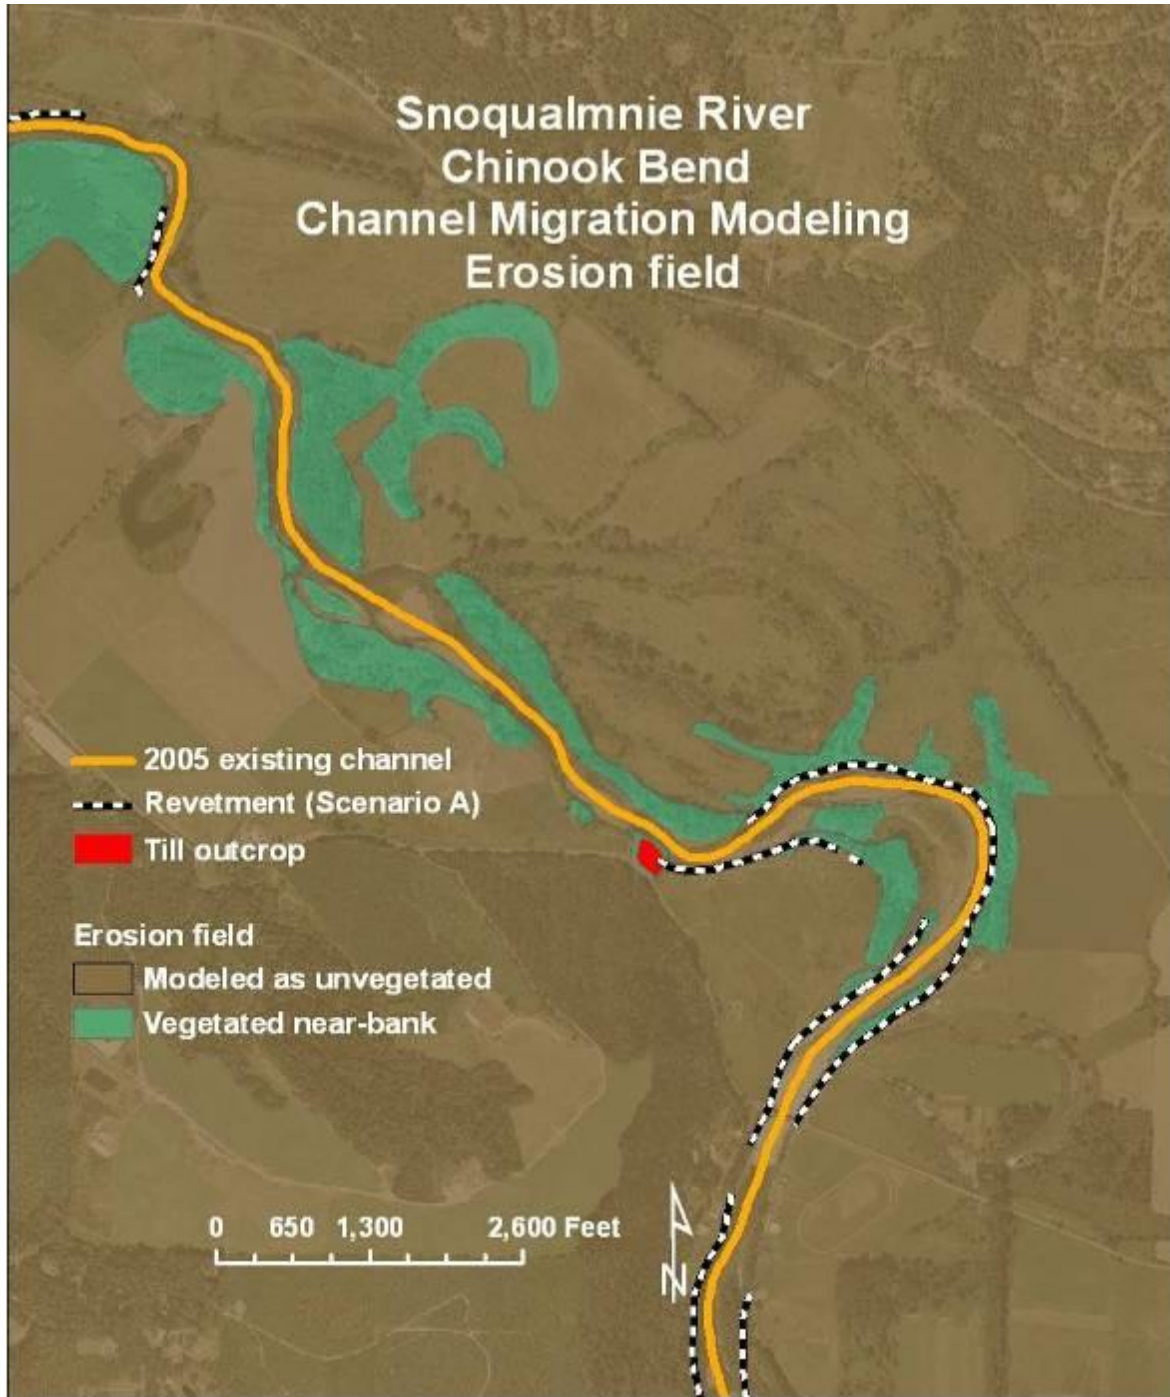 Snoqualmnie River
Chinook Bend
Channel Migration Modeling
Erosion field
2005 existing channel
Revetment (Scenario A)
Till outcrop
Erosion field
Modeled as unvegetated
Vegetated near-bank
0 650 1,300 2,600 Feet
N